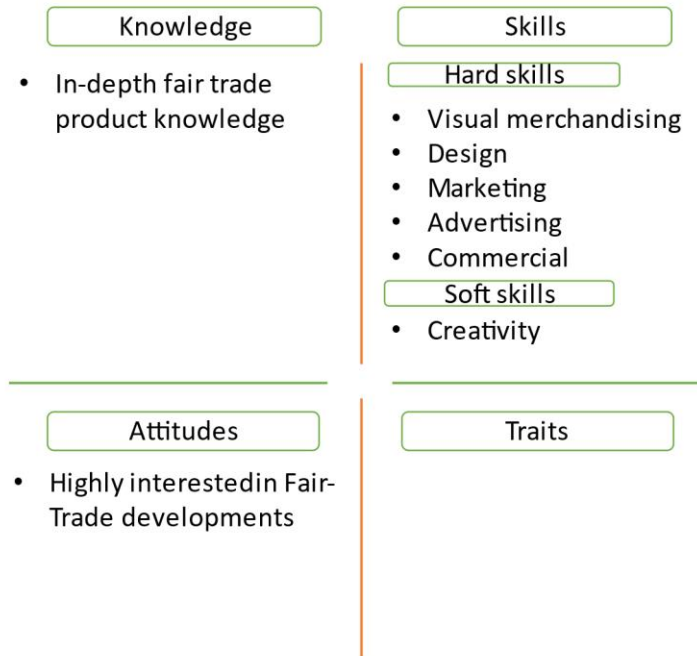 Knowledge
• In-depth fair trade
product knowledge
Skills
Hard skills
• Visual merchandising
• Design
• Marketing
• Advertising
• Commercial
Soft skills
• Creativity
Attitudes
• Highly interestedin Fair-
Trade developments
Traits